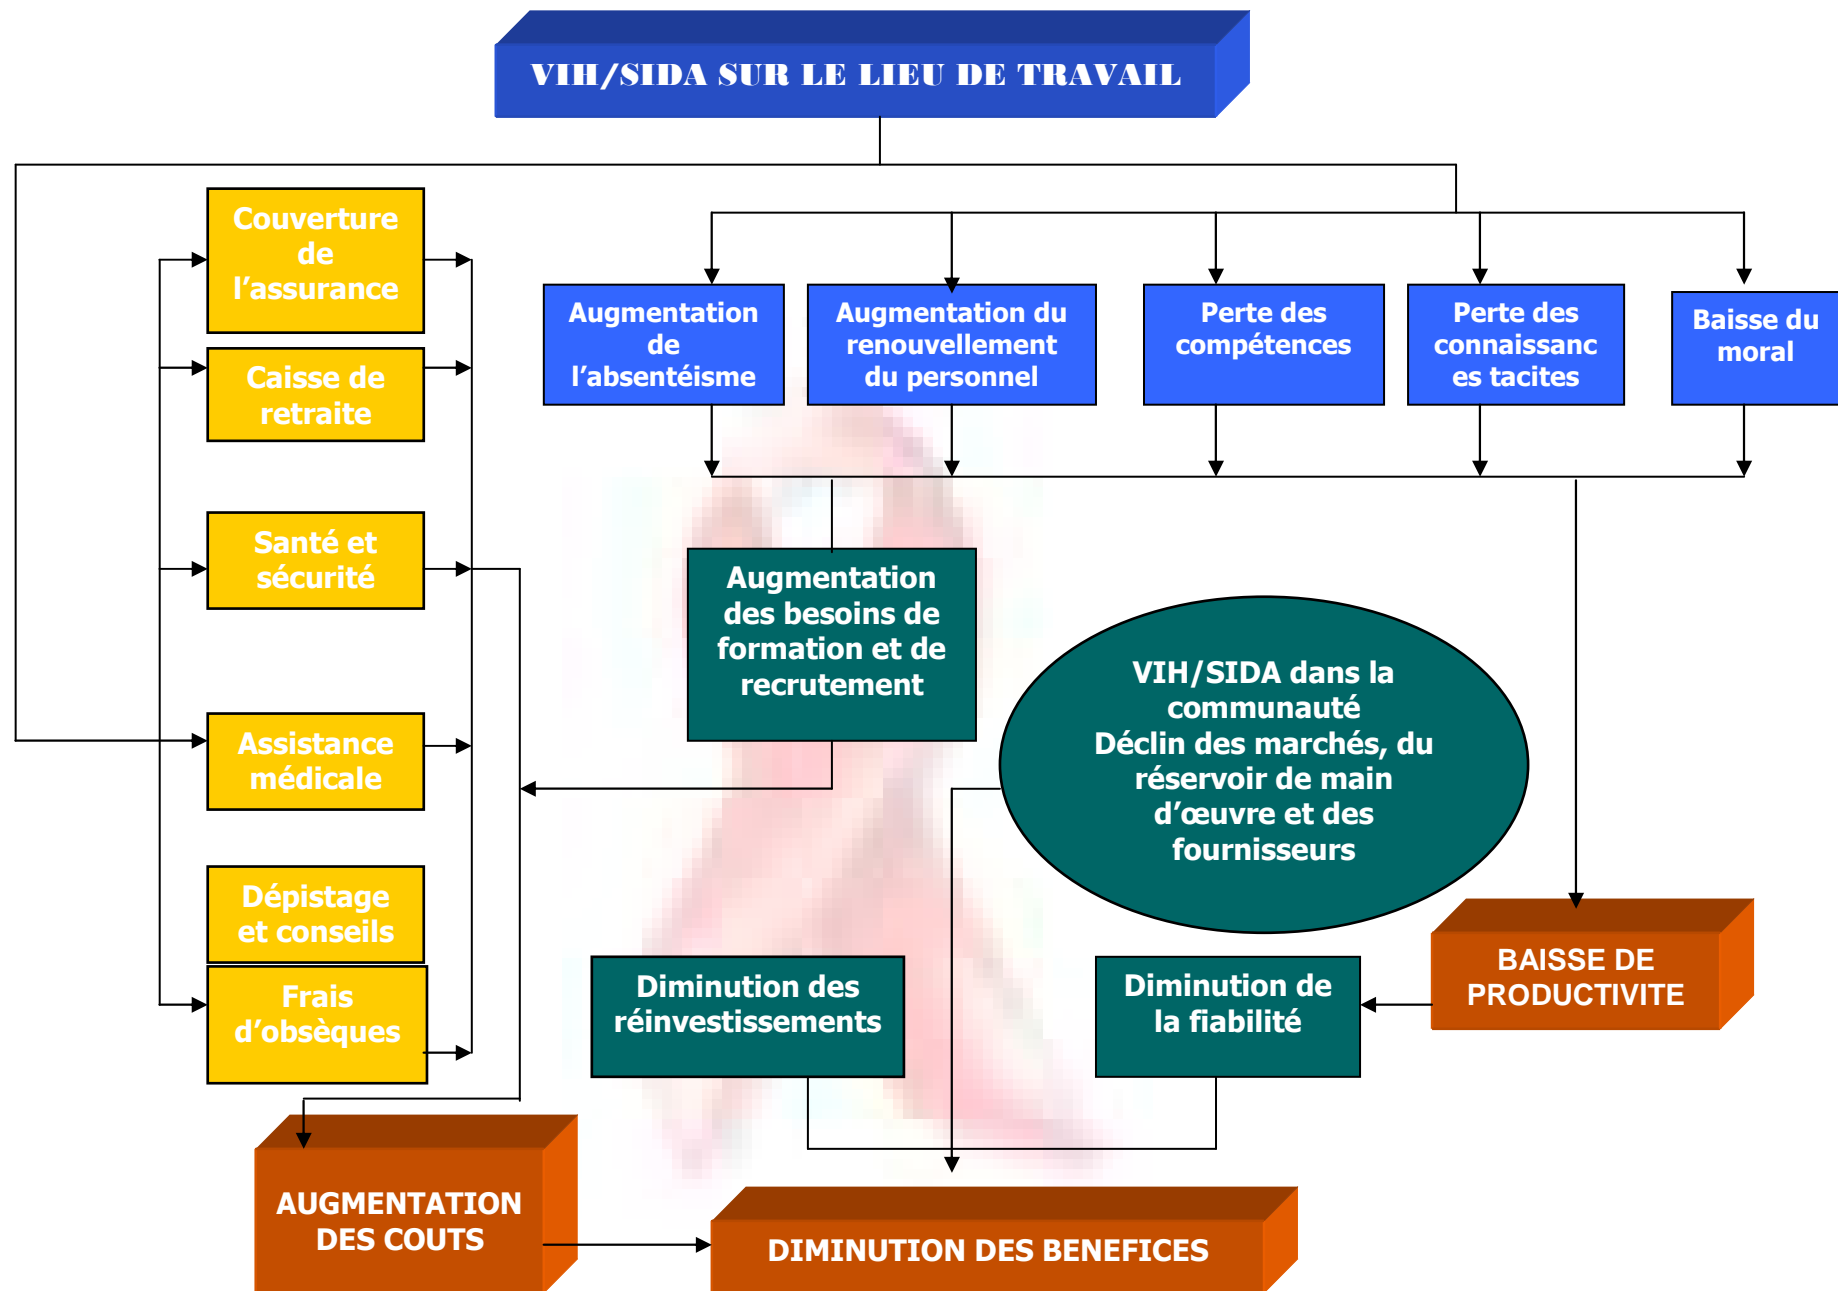 VIH/SIDA SUR LE LIEU DE TRAVAIL
Couverture
de
l’assurance
Caisse de
retraite
Santé et
sécurité
Assistance
médicale
Dépistage
et conseils
Frais
d’obsèques
Augmentation
de
l’absentéisme
Augmentation du
renouvellement
du personnel
Perte des
compétences
Perte des
connaissanc
es tacites
Baisse du
moral
Augmentation
des besoins de
formation et de
recrutement
VIH/SIDA dans la
communauté
Déclin des marchés, du
réservoir de main
d’œuvre et des
fournisseurs
Diminution des
réinvestissements
Diminution de
la fiabilité
BAISSE DE
PRODUCTIVITE
AUGMENTATION
DES COUTS
DIMINUTION DES BENEFICES